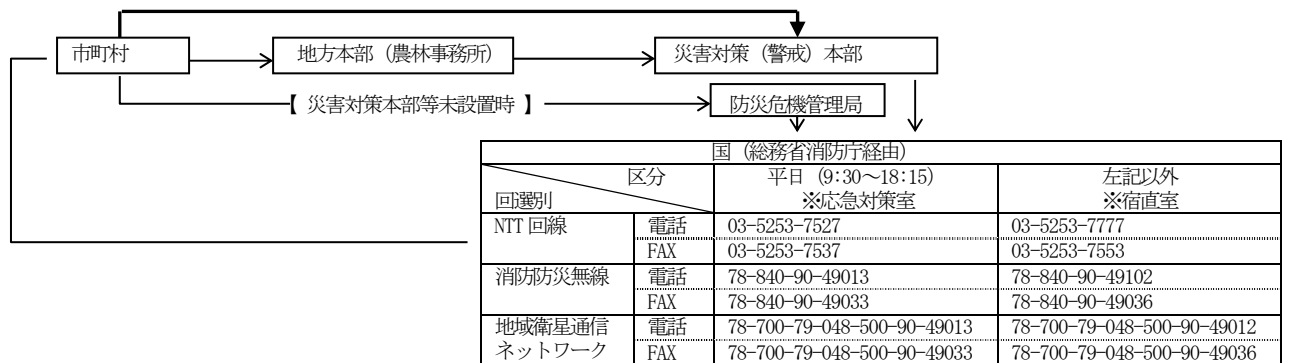 市町村
地方本部（農林事務所）
災害対策（警戒）本部
【 災害対策本部等未設置時 】
防災危機管理局
国（総務省消防庁経由）
区分
回選別
平日（9:30～18:15）
※応急対策室
左記以外
※宿直室
NTT 回線 電話 03-5253-7527 03-5253-7777
FAX 03-5253-7537 03-5253-7553
消防防災無線 電話 78-840-90-49013 78-840-90-49102
FAX 78-840-90-49033 78-840-90-49036
地域衛星通信 電話 78-700-79-048-500-90-49013 78-700-79-048-500-90-49012
ネットワーク FAX 78-700-79-048-500-90-49033 78-700-79-048-500-90-49036